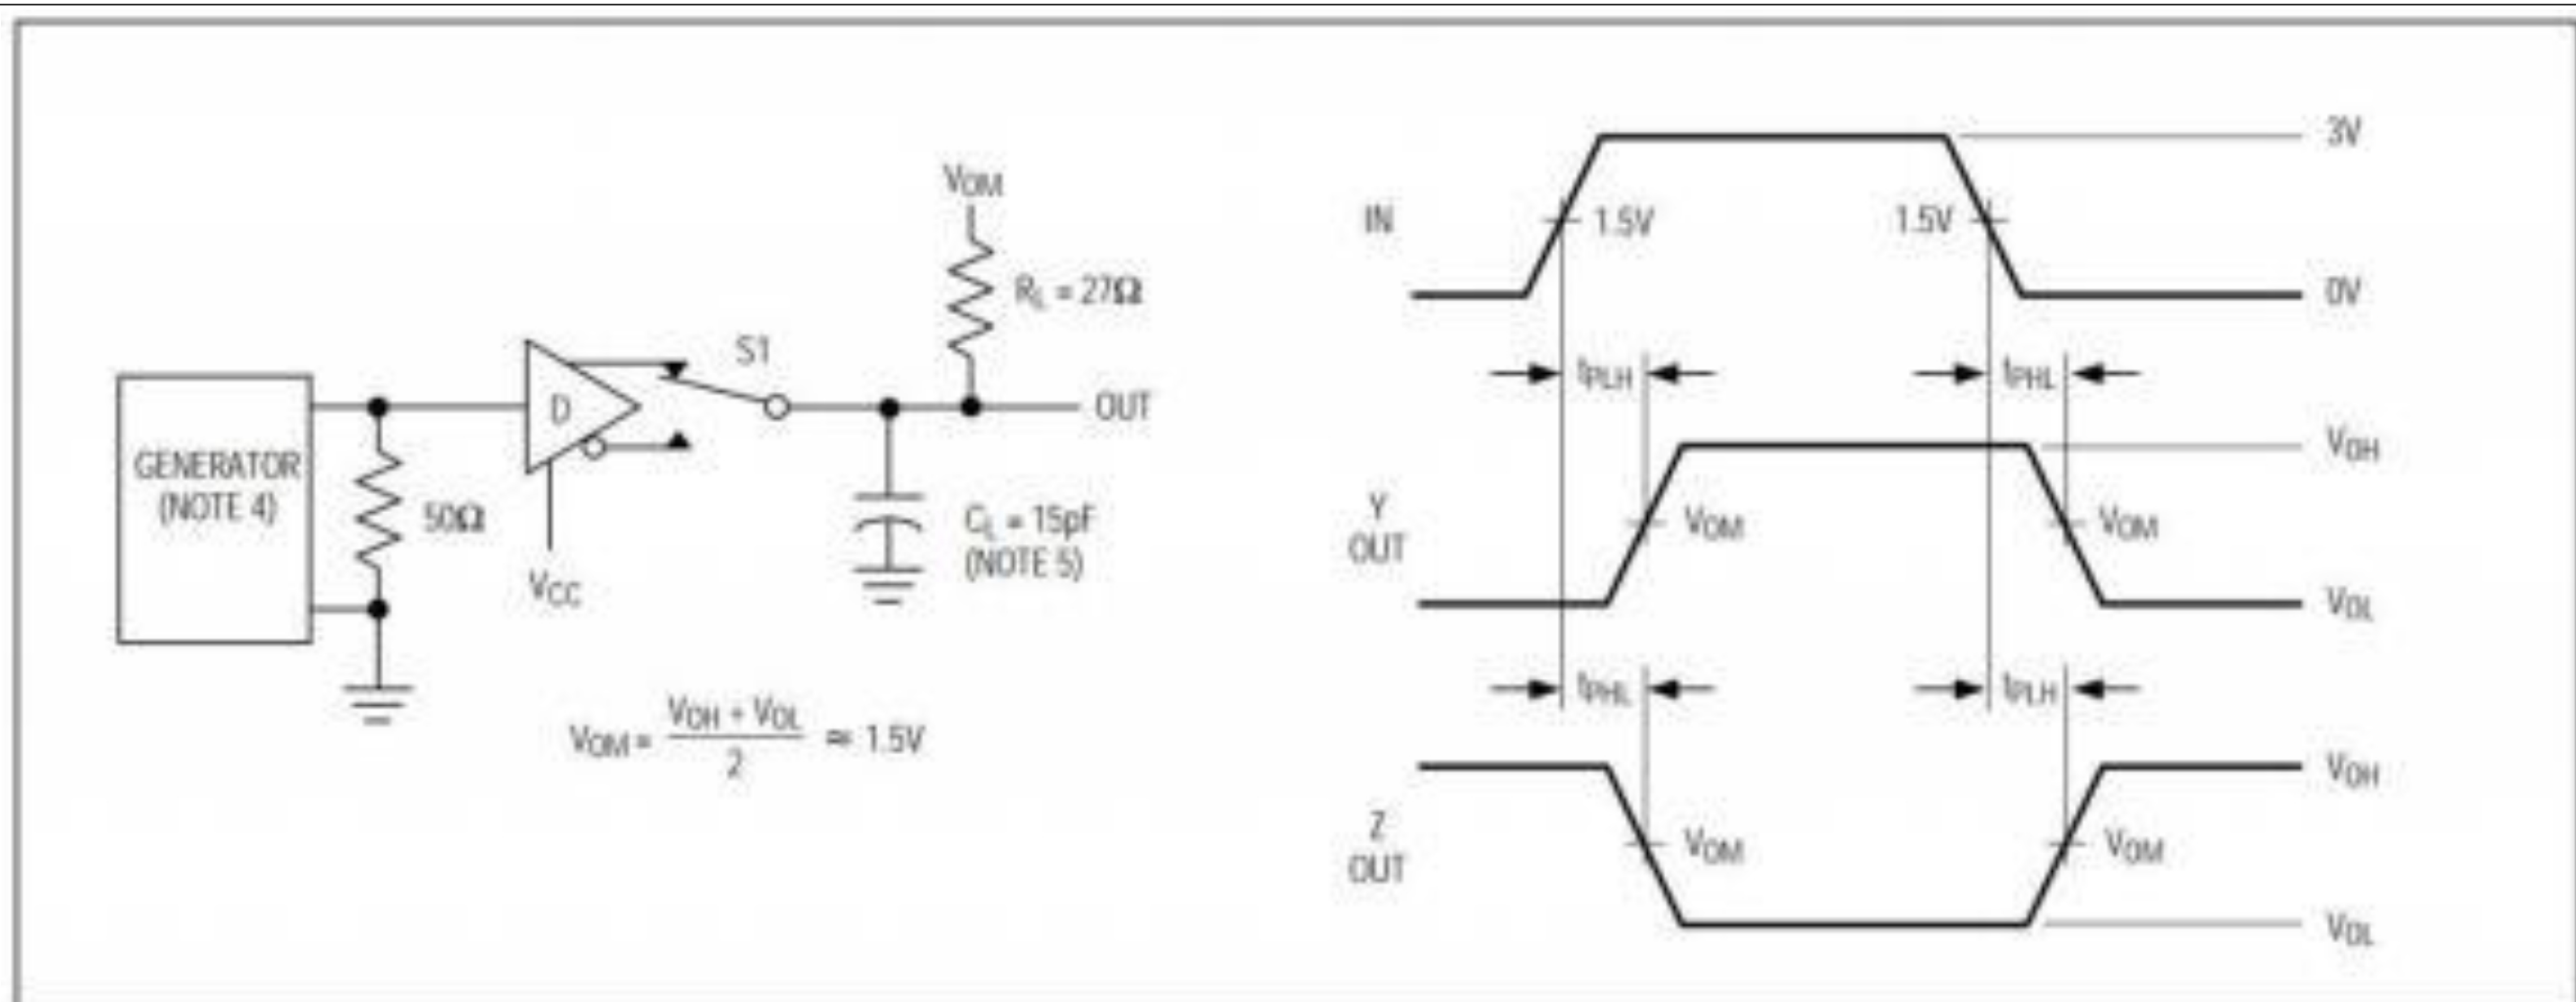 GENERATOR
(NOTE 4)
50Ω
D
VCC
S1
VOM
RL = 27Ω
OUT
CL = 15pF
(NOTE 5)
VOM = VOH + VOL
2
≈ 1.5V
IN
1.5V
1.5V
3V
0V
tPLH
tPHL
Y
OUT
VOM
VOM
VOH
VOL
tPHL
tPLH
Z
OUT
VOM
VOM
VOH
VOL